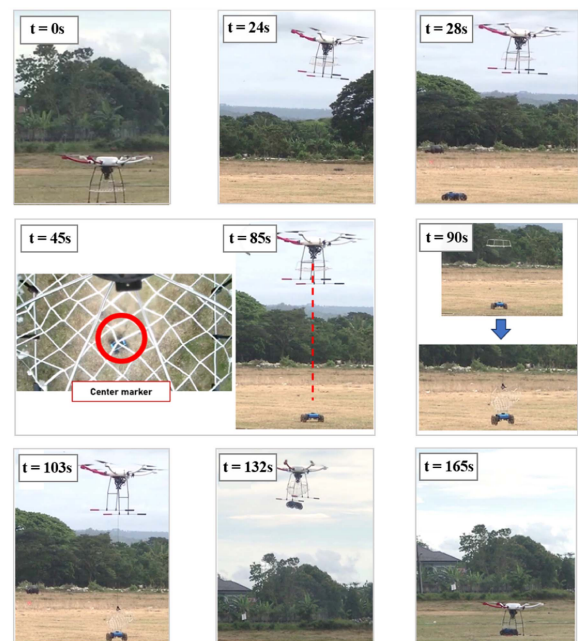 t = 0s
t = 24s
t = 28s
t = 45s
Center marker
t = 85s
t = 90s
t = 103s
t = 132s
t = 165s